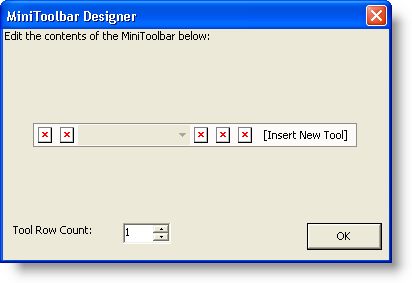 MiniToolbar Designer
Edit the contents of the MiniToolbar below:
[Insert New Tool]
Tool Row Count:
1
OK